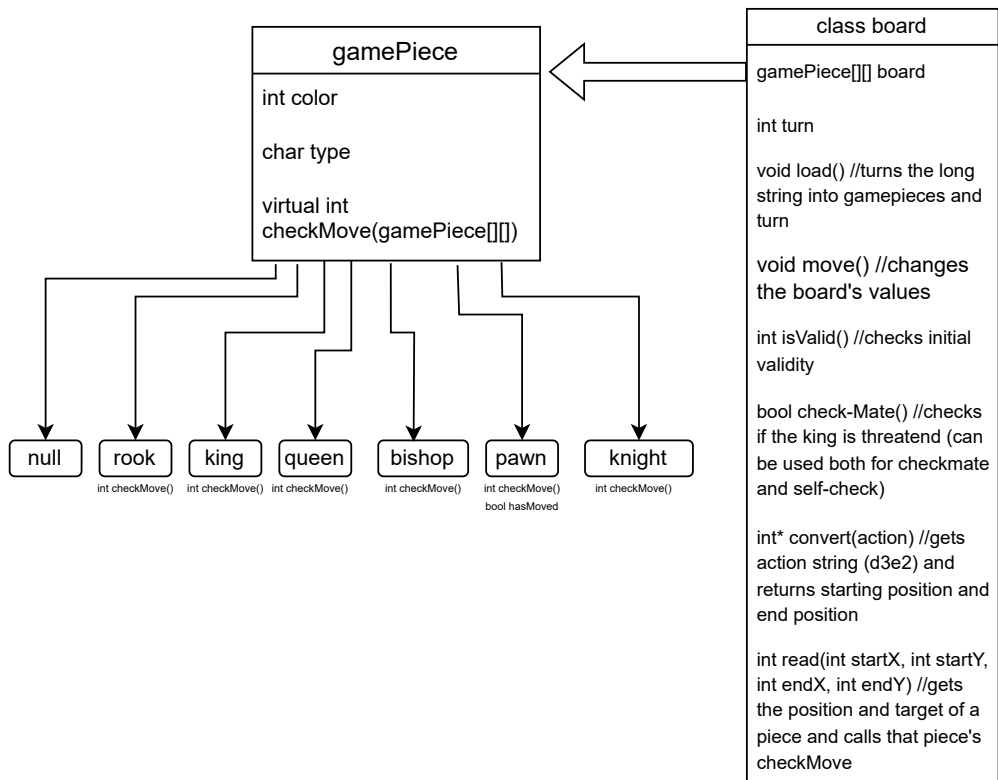 gamePiece
int color
char type
virtual int
checkMove(gamePiece[][])
null
rook
king
queen
bishop
pawn
knight
int checkMove()
int checkMove()
int checkMove()
int checkMove()
int checkMove()
int checkMove()
bool hasMoved
class board
gamePiece[][] board
int turn
void load() //turns the long
string into gamepieces and
turn
void move() //changes
the board's values
int isValid() //checks initial
validity
bool check-Mate() //checks
if the king is threatend (can
be used both for checkmate
and self-check)
int* convert(action) //gets
action string (d3e2) and
returns starting position and
end position
int read(int startX, int startY,
int endX, int endY) //gets
the position and target of a
piece and calls that piece's
checkMove